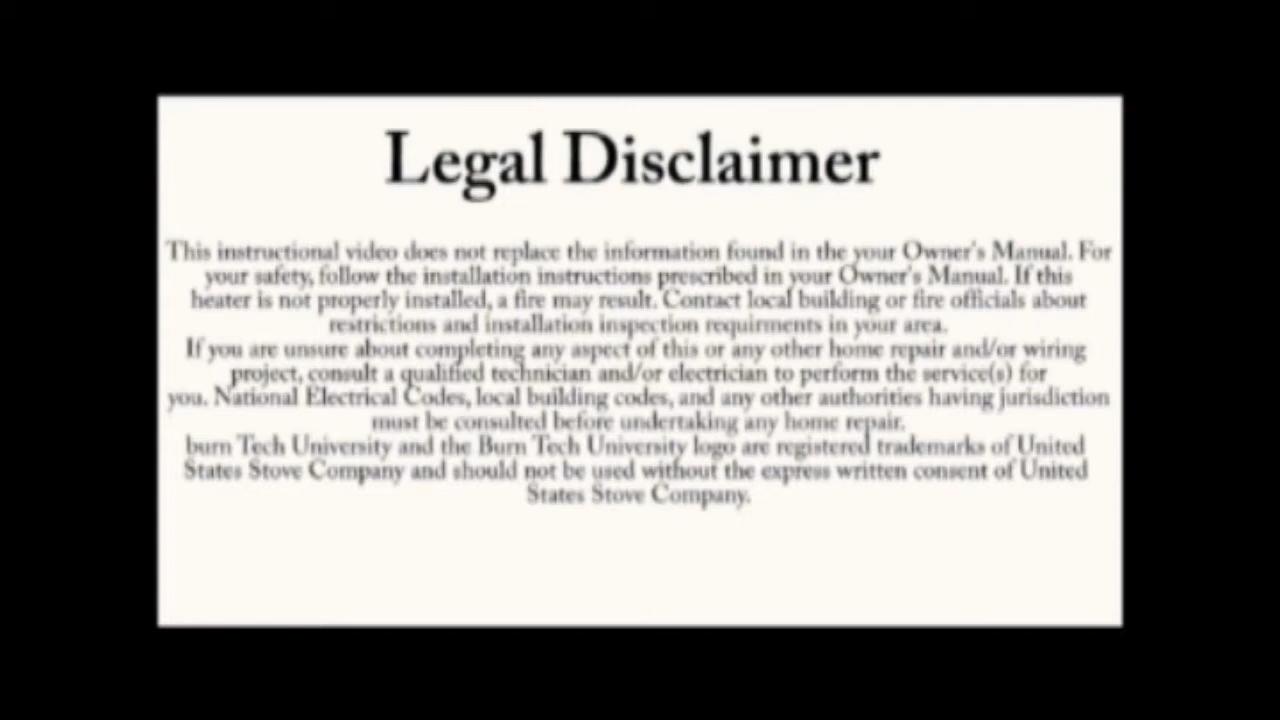 Legal Disclaimer
This instructional video does not replace the information found in the your Owner's Manual. For
your safety, follow the installation instructions prescribed in your Owner's Manual. If this
heater is not properly installed, a fire may result. Contact local building or fire officials about
restrictions and installation inspection requirments in your area.
If you are unsure about completing any aspect of this or any other home repair and/or wiring
project, consult a qualified technician and/or electrician to perform the service(s) for
you. National Electrical Codes, local building codes, and any other authorities having jurisdiction
must be consulted before undertaking any home repair.
burn Tech University and the Burn Tech University logo are registered trademarks of United
States Stove Company and should not be used without the express written consent of United
States Stove Company.